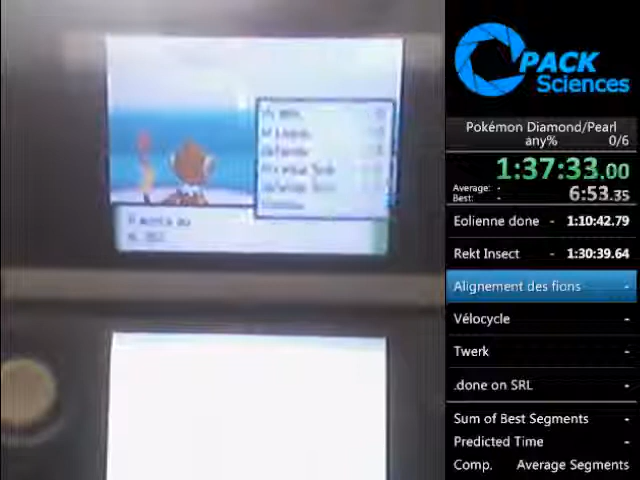 PACK
Sciences
Pokémon Diamond/Pearl
any% 0/6
1:37:33.00
Average: -
Best: - 6:53.35
Eolienne done - 1:10:42.79
Rekt Insect - 1:30:39.64
Alignement des fions -
Vélocycle -
Twerk -
.done on SRL -
Sum of Best Segments -
Predicted Time -
Comp. Average Segments